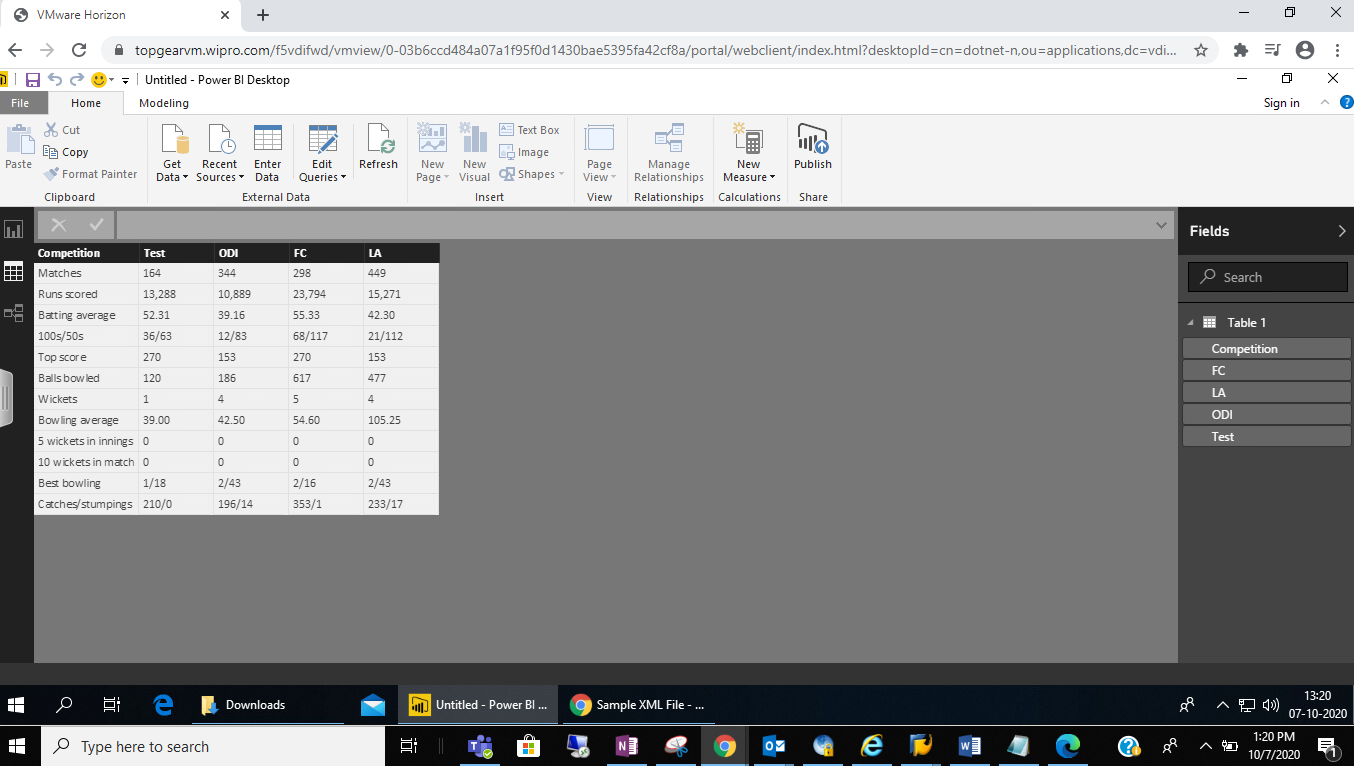 VMware Horizon
topgearvm.wipro.com/f5vdifwd/vmview/0-03b6ccd484a07a1f95f0d1430bae5395fa42cf8a/portal/webclient/index.html?desktopId=cn=dotnet-n,ou=applications,dc=vdi...
Untitled - Power BI Desktop
File Home Modeling Sign in
Paste Cut Copy Format Painter
Get Data Recent Sources Enter Data Edit Queries Refresh
New Page New Visual Text Box Image Shapes
Page View Manage Relationships New Measure Publish
Clipboard External Data Insert View Relationships Calculations Share
Fields
Search
Table 1
Competition
FC
LA
ODI
Test
Competition Test ODI FC LA
Matches 164 344 298 449
Runs scored 13,288 10,889 23,794 15,271
Batting average 52.31 39.16 55.33 42.30
100s/50s 36/63 12/83 68/117 21/112
Top score 270 153 270 153
Balls bowled 120 186 617 477
Wickets 1 4 5 4
Bowling average 39.00 42.50 54.60 105.25
5 wickets in innings 0 0 0 0
10 wickets in match 0 0 0 0
Best bowling 1/18 2/43 2/16 2/43
Catches/stumpings 210/0 196/14 353/1 233/17
Downloads Untitled - Power BI ... Sample XML File - ... 13:20
07-10-2020
Type here to search 1:20 PM
10/7/2020
1